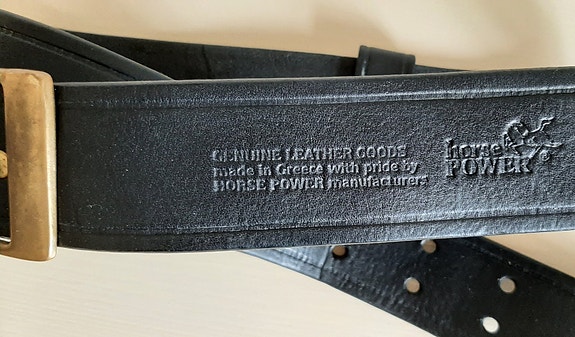 GENUINE LEATHER GOODS
made in Greece with pride by
HORSE POWER manufacturers
horse
POWER